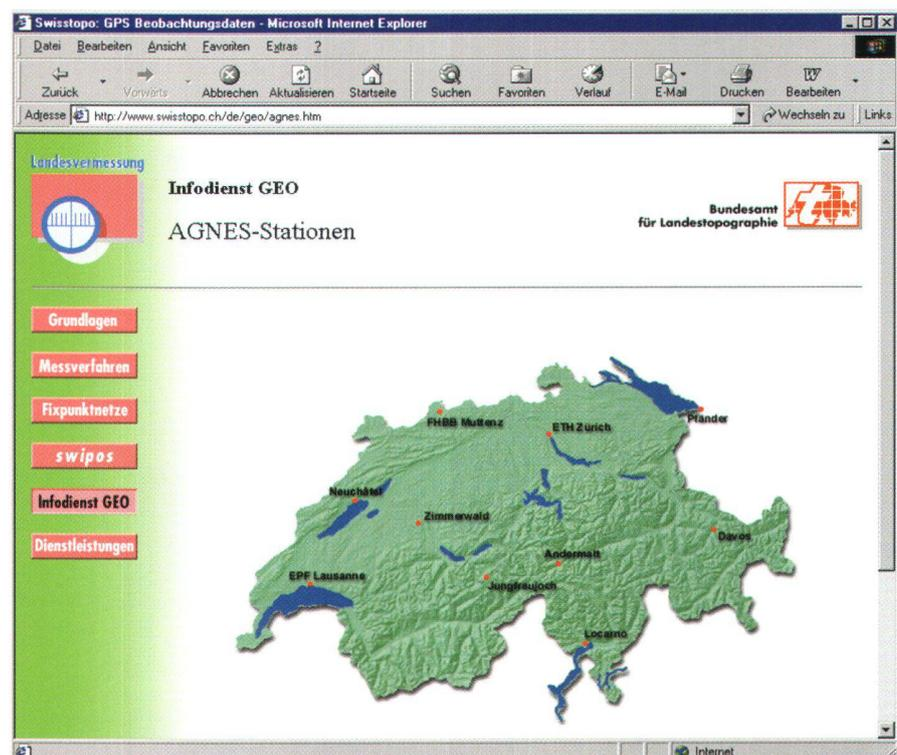 Swisstopo: GPS Beobachtungsdaten - Microsoft Internet Explorer
Datei Bearbeiten Ansicht Favoriten Extras ?
Zurück Vorwärts Abbrechen Aktualisieren Startseite Suchen Favoriten Verlauf E-Mail Drucken Bearbeiten
Adresse http://www.swisstopo.ch/de/geo/agnes.htm Wechseln zu Links
Landesvermessung
Infodienst GEO
AGNES-Stationen
Bundesamt
für Landestopographie
Grundlagen
Messverfahren
Fixpunktnetze
swipos
Infodienst GEO
Dienstleistungen
FHBB Muttenz
ETH Zürich
Pfänder
Neuchâtel
Zimmerwald
Davos
Andermatt
EPF Lausanne
Jungfraujoch
Locarno
Internet